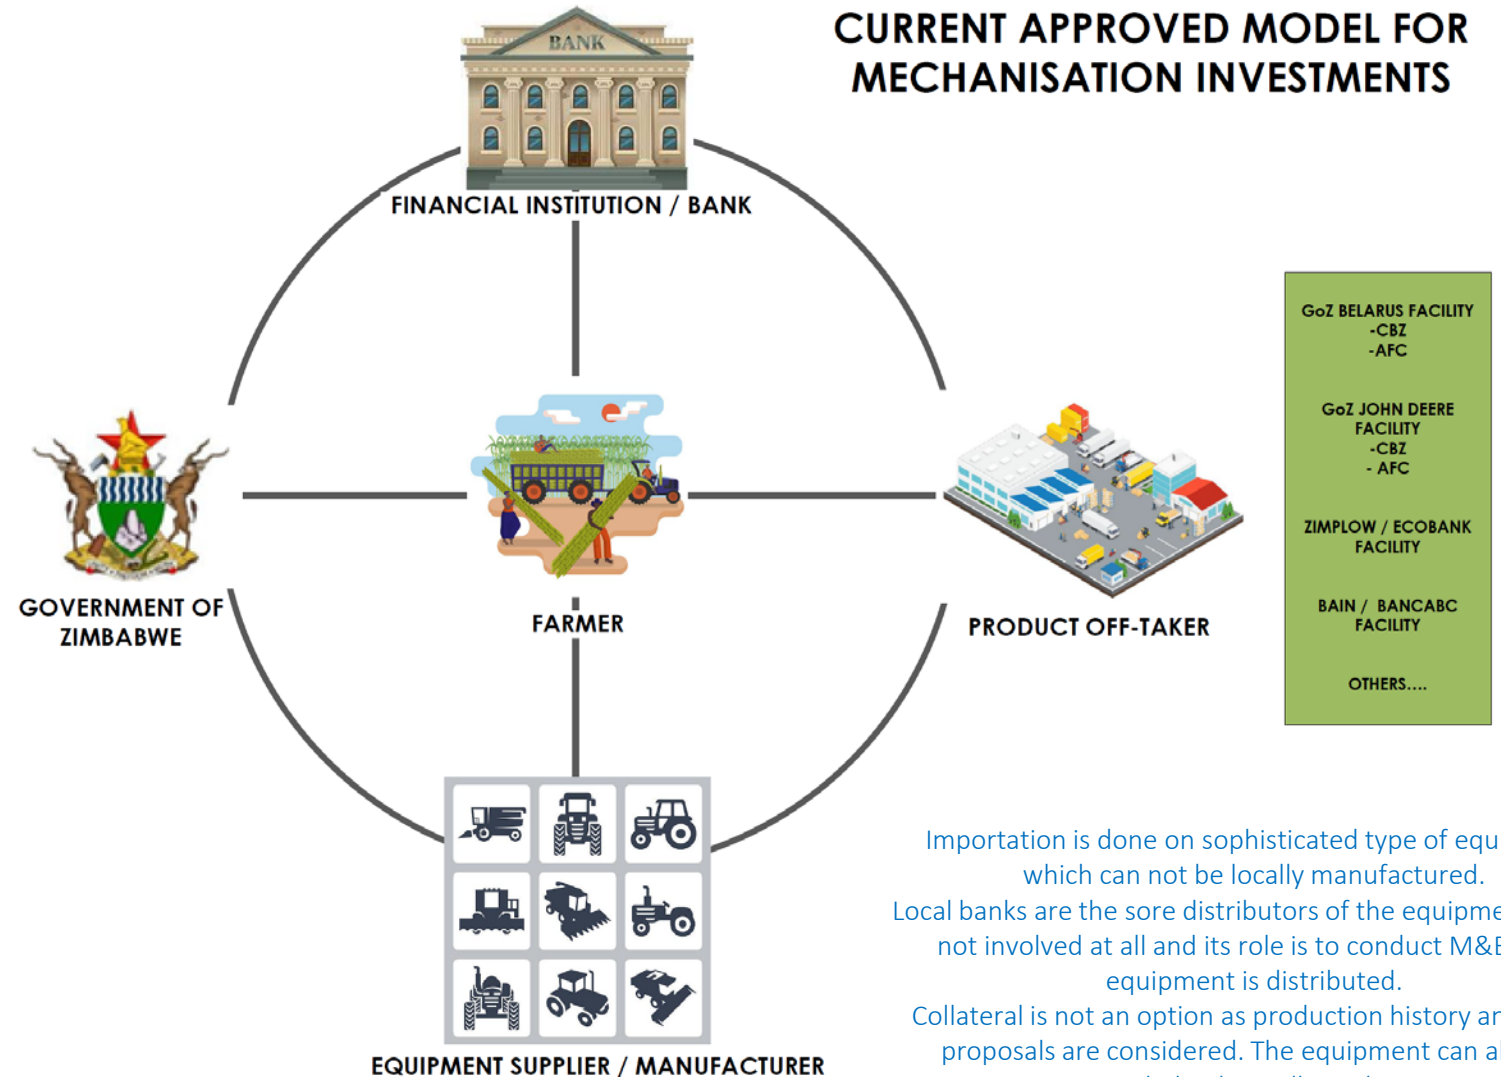 CURRENT APPROVED MODEL FOR
MECHANISATION INVESTMENTS
BANK
FINANCIAL INSTITUTION / BANK
GOVERNMENT OF
ZIMBABWE
FARMER
PRODUCT OFF-TAKER
EQUIPMENT SUPPLIER / MANUFACTURER
GoZ BELARUS FACILITY
-CBZ
-AFC
GoZ JOHN DEERE
FACILITY
-CBZ
- AFC
ZIMPLOW / ECOBANK
FACILITY
BAIN / BANCABC
FACILITY
OTHERS....
Importation is done on sophisticated type of equ
which can not be locally manufactured.
Local banks are the sore distributors of the equipme
not involved at all and its role is to conduct M&E
equipment is distributed.
Collateral is not an option as production history an
proposals are considered. The equipment can al